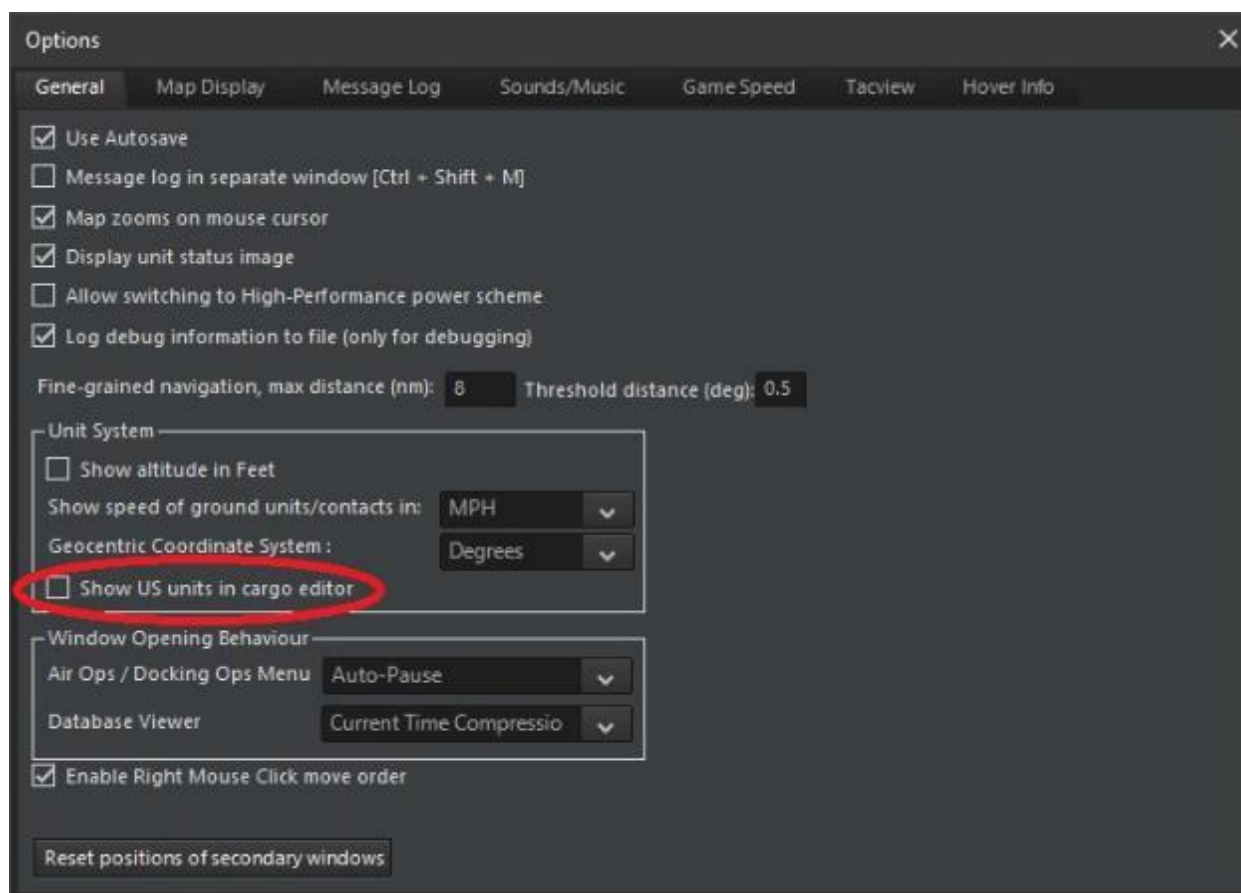 Options
General Map Display Message Log Sounds/Music Game Speed Tacview Hover Info
Use Autosave
Message log in separate window [Ctrl + Shift + M]
Map zooms on mouse cursor
Display unit status image
Allow switching to High-Performance power scheme
Log debug information to file (only for debugging)
Fine-grained navigation, max distance (nm): 8 Threshold distance (deg): 0.5
Unit System
Show altitude in Feet
Show speed of ground units/contacts in: MPH
Geocentric Coordinate System : Degrees
Show US units in cargo editor
Window Opening Behaviour
Air Ops / Docking Ops Menu Auto-Pause
Database Viewer Current Time Compressio
Enable Right Mouse Click move order
Reset positions of secondary windows